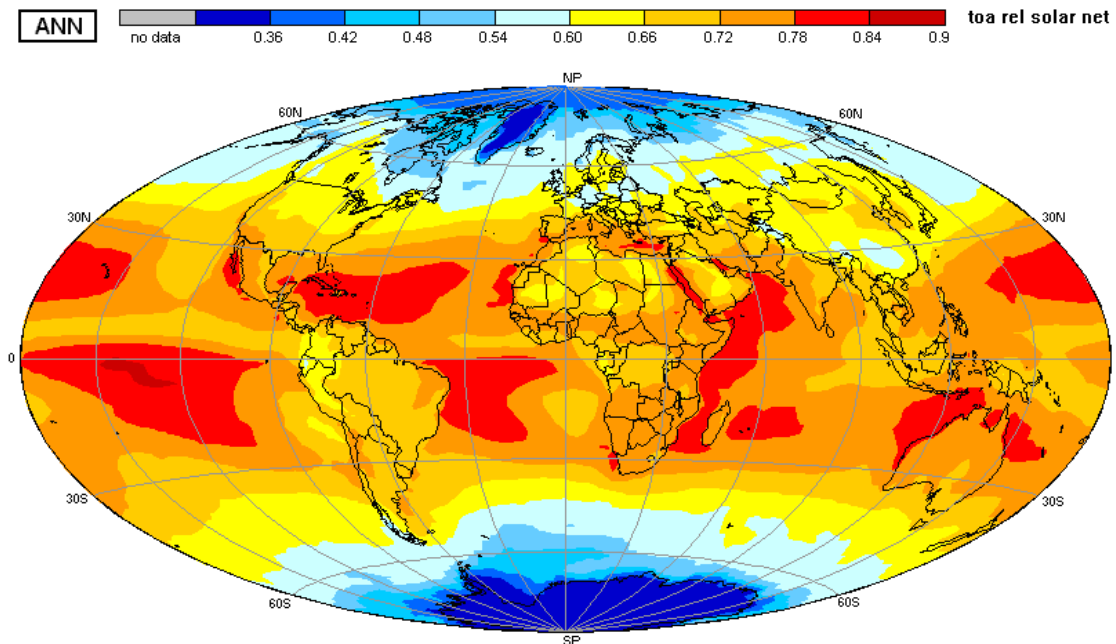 ANN
toa rel solar net
no data 0.36 0.42 0.48 0.54 0.60 0.66 0.72 0.78 0.84 0.9
NP
60N 60N
30N 30N
0
30S 30S
60S 60S
SP